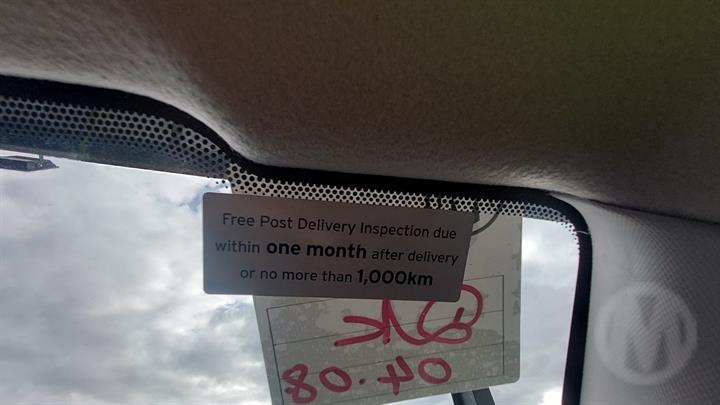 Free Post Delivery Inspection due
within one month after delivery
or no more than 1,000km
M